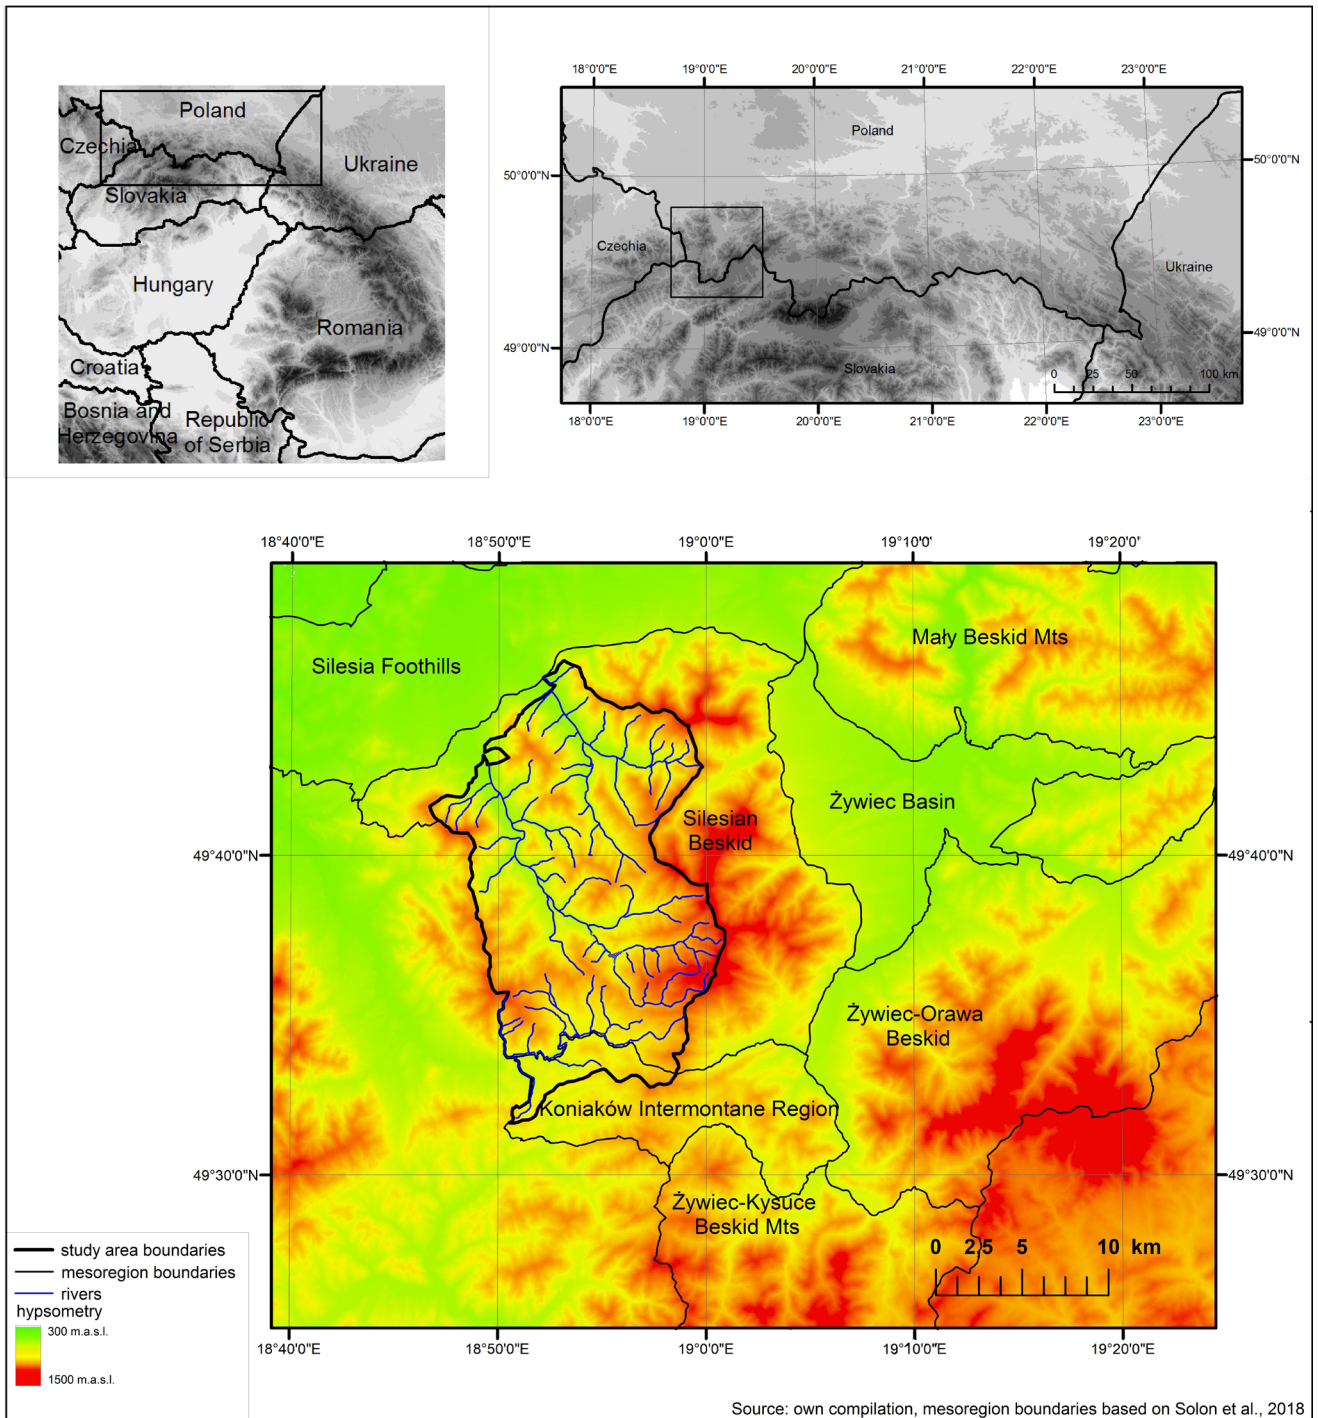 Poland
Czechia
Ukraine
Slovakia
Hungary
Romania
Croatia
Bosnia and
Herzegovina
Republic
of Serbia
18°0'0"E 19°0'0"E 20°0'0"E 21°0'0"E 22°0'0"E 23°0'0"E
Poland
50°0'0"N
50°0'0"N
Czechia
Ukraine
49°0'0"N
49°0'0"N
Slovakia
0 25 50 100 km
18°0'0"E 19°0'0"E 20°0'0"E 21°0'0"E 22°0'0"E 23°0'0"E
18°40'0"E 18°50'0"E 19°0'0"E 19°10'0"E 19°20'0'
Mały Beskid Mts
Silesia Foothills
Żywiec Basin
Silesian
Beskid
49°40'0"N 49°40'0"N
Żywiec-Orawa
Beskid
Koniaków Intermontane Region
49°30'0"N 49°30'0"N
Żywiec-Kysuce
Beskid Mts
0 2,5 5 10 km
study area boundaries
mesoregion boundaries
rivers
hypsometry
300 m.a.s.l.
1500 m.a.s.l.
18°40'0"E 18°50'0"E 19°0'0"E 19°10'0"E 19°20'0"E
Source: own compilation, mesoregion boundaries based on Solon et al., 2018